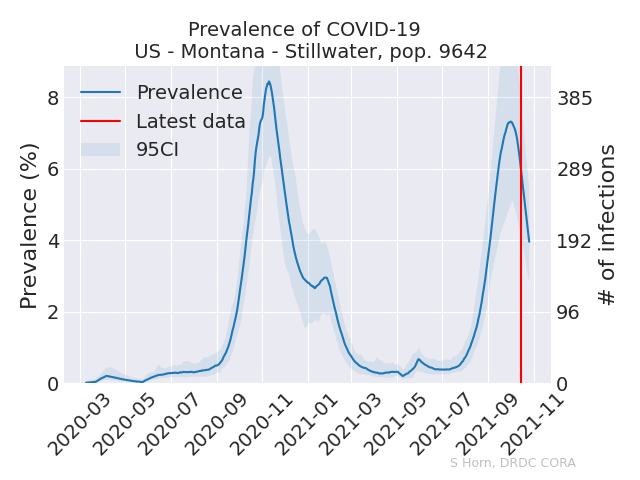 Prevalence of COVID-19
US - Montana - Stillwater, pop. 9642
Prevalence
Latest data
95CI
Prevalence (%)
8
6
4
2
0
385
289
192
96
0
# of infections
2020-03
2020-05
2020-07
2020-09
2020-11
2021-01
2021-03
2021-05
2021-07
2021-09
2021-11
S Horn, DRDC CORA